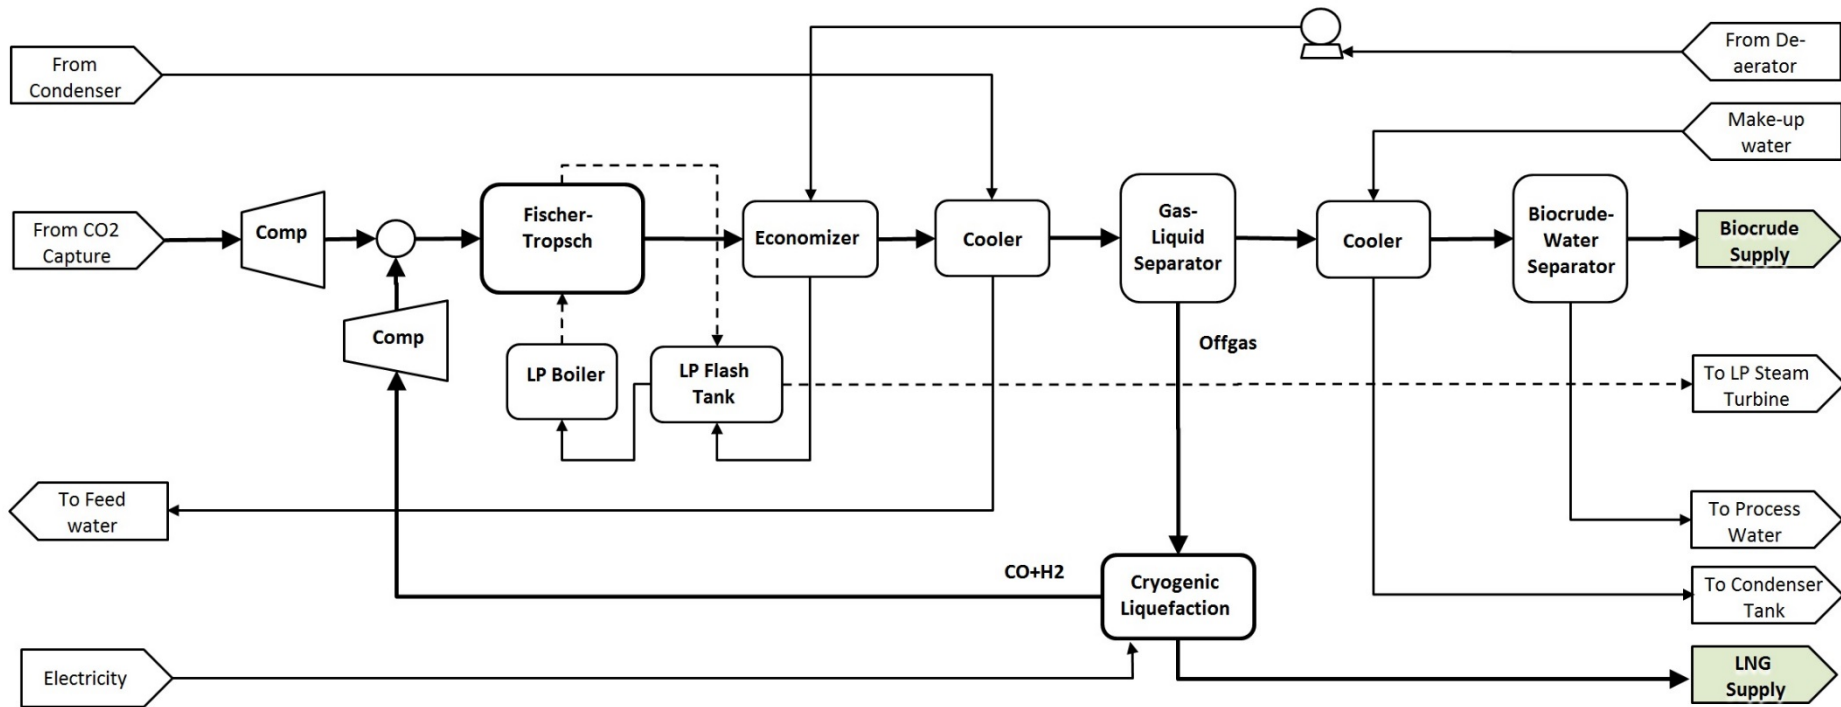 From
Condenser
From De-
aerator
Make-up
water
From CO2
Capture
Comp
Fischer-
Tropsch
Economizer
Cooler
Gas-
Liquid
Separator
Cooler
Biocrude-
Water
Separator
Biocrude
Supply
Comp
LP Boiler
LP Flash
Tank
Offgas
To LP Steam
Turbine
To Feed
water
To Process
Water
CO+H2
Cryogenic
Liquefaction
To Condenser
Tank
Electricity
LNG
Supply